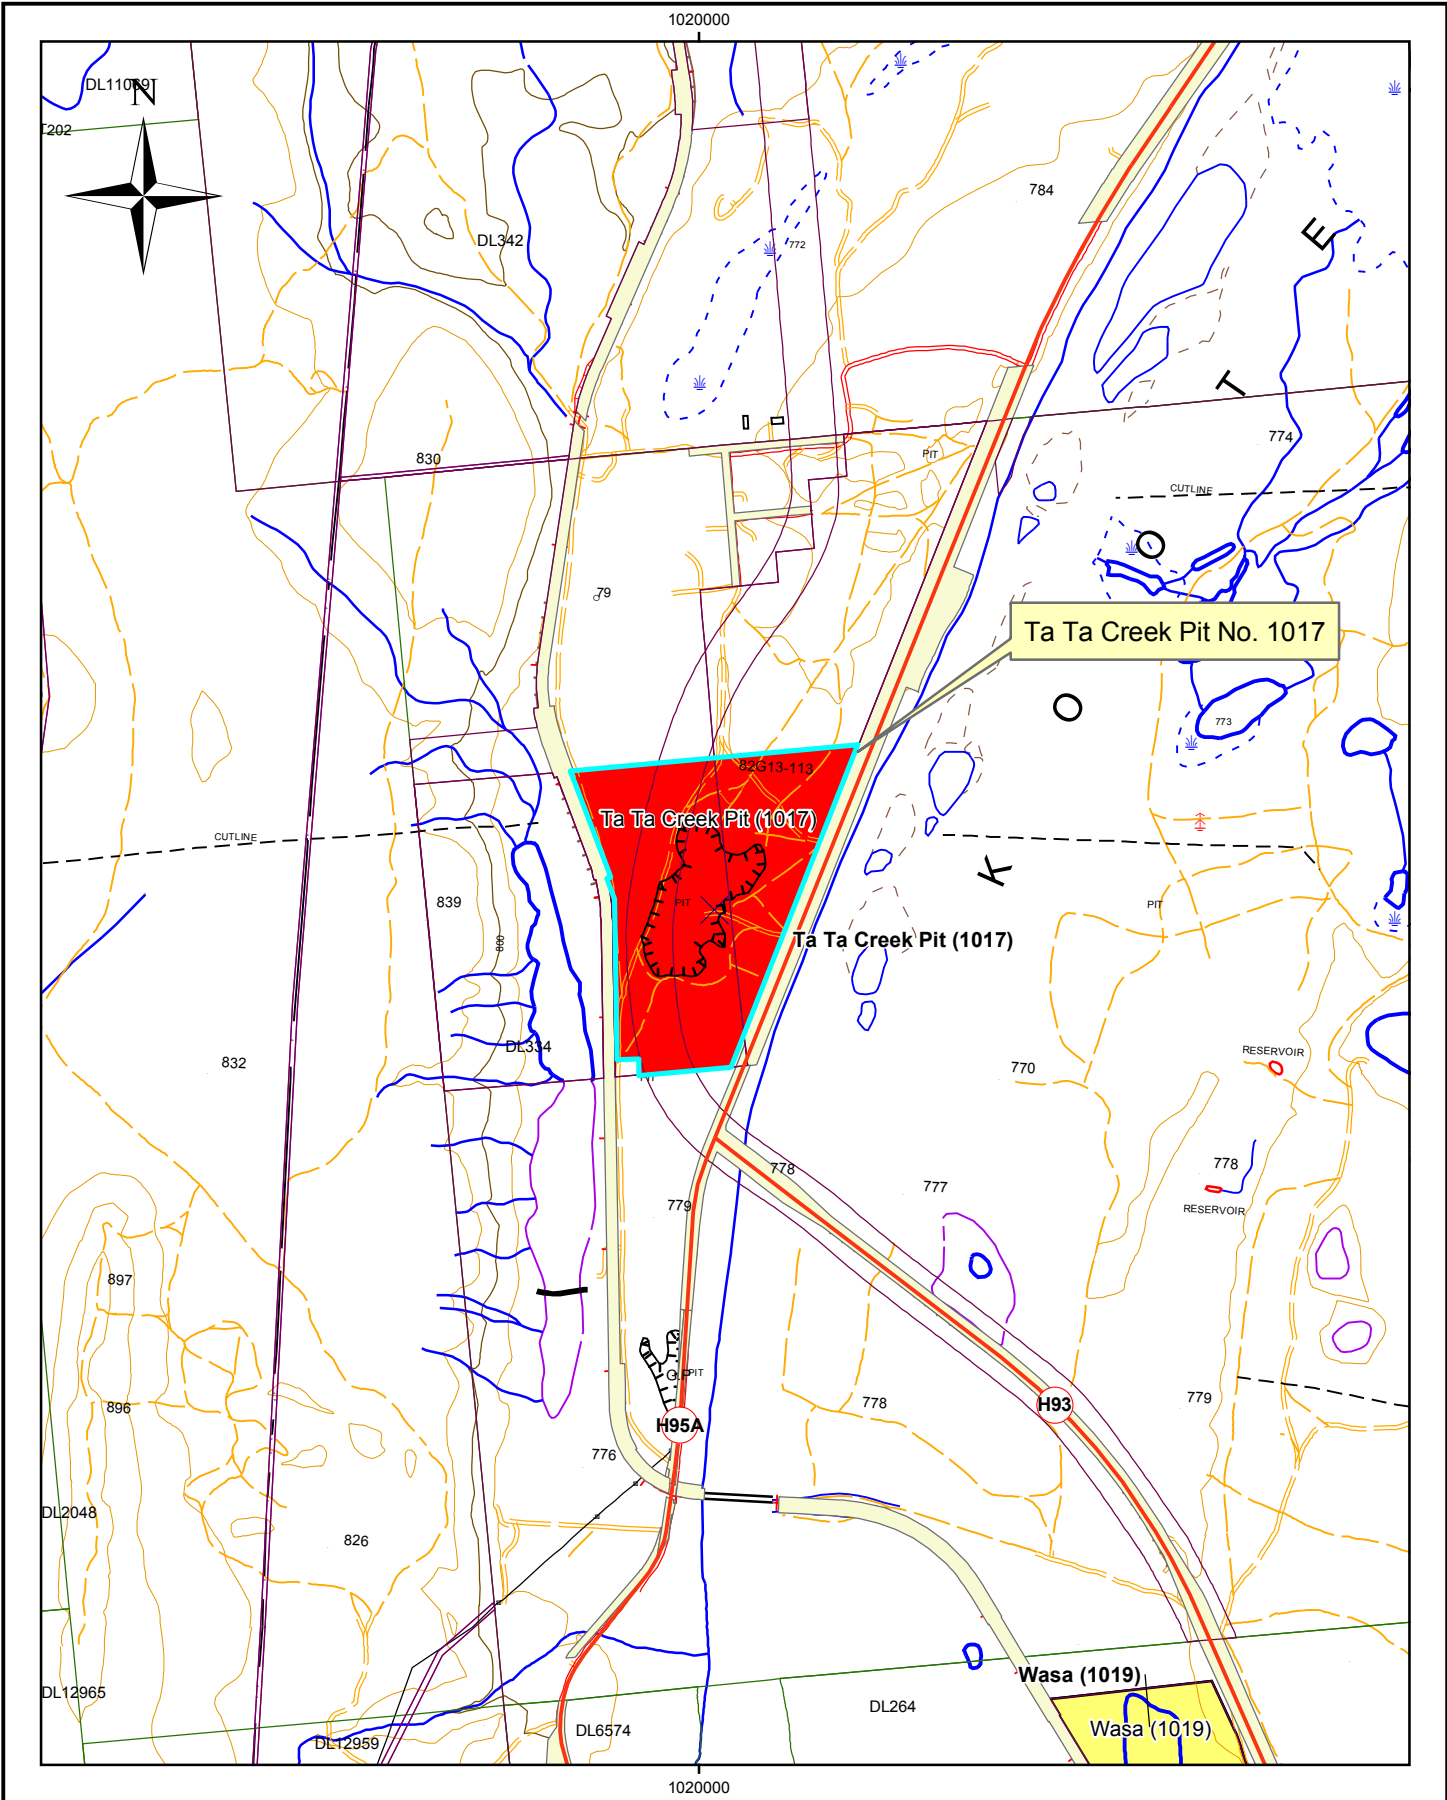 1020000
DL11069
N
T202
784
E
DL342
772
T
774
830
PIT
CUTLINE
O
79
Ta Ta Creek Pit No. 1017
O
773
82G13-113
Ta Ta Creek Pit (1017)
CUTLINE
K
839
PIT
PIT
800
Ta Ta Creek Pit (1017)
DL334
832
RESERVOIR
770
PIT
778
778
777
779
RESERVOIR
897
I
G.P
PIT
896
H95A
778
H93
779
776
DL2048
826
Wasa (1019)
DL12965
DL264
DL6574
Wasa (1019)
DL12959
1020000